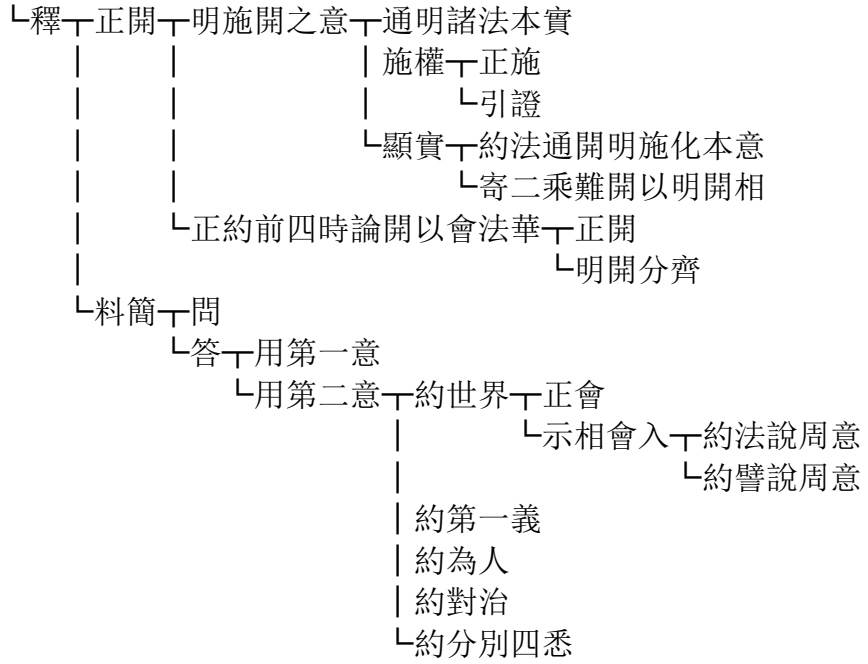 └釋┬正開┬明施開之意┬通明諸法本實
｜　｜　｜施權┬正施
｜　｜　｜　└引證
｜　｜　└顯實┬約法通開明施化本意
｜　｜　└寄二乘難開以明開相
｜　└正約前四時論開以會法華┬正開
｜　└明開分齊
└料簡┬問
└答┬用第一意
└用第二意┬約世界┬正會
｜　└示相會入┬約法說周意
｜　└約譬說周意
｜約第一義
｜約為人
｜約對治
└約分別四悉